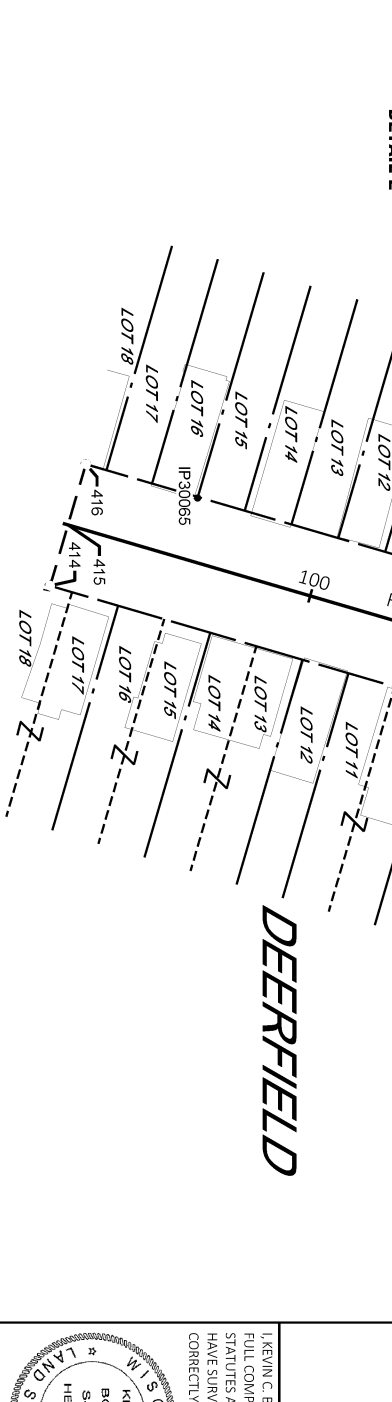 LOT 18
LOT 17
LOT 16
LOT 15
LOT 14
LOT 13
LOT 12
IP30065
416
415
414
100
LOT 18
LOT 17
LOT 16
LOT 15
LOT 14
LOT 13
LOT 12
LOT 11
Z
Z
Z
Z
DEERFIELD
I, KEVIN C. B
FULL COMP
STATUTES A
HAVE SURV
CORRECTLY
LAND S